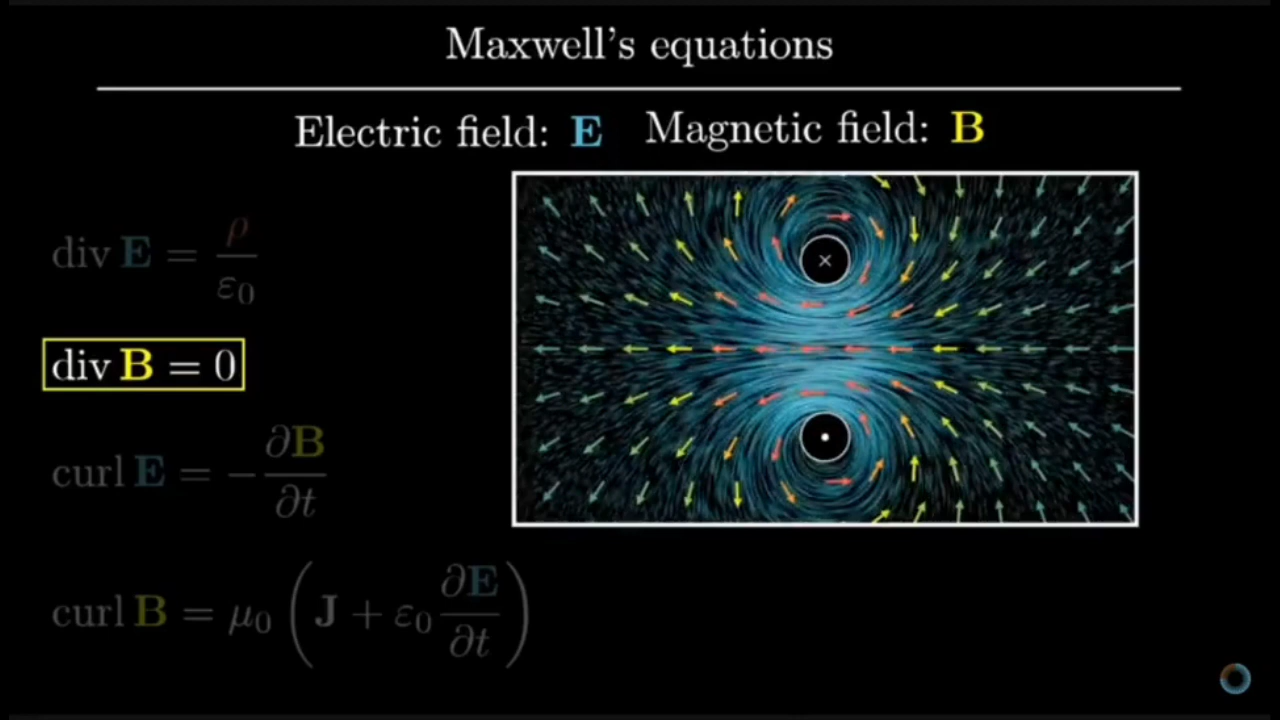 Maxwell's equations
Electric field: E Magnetic field: B
div E = ρ/ε₀
div B = 0
curl E = −∂B/∂t
curl B = μ₀ (J + ε₀ ∂E/∂t)